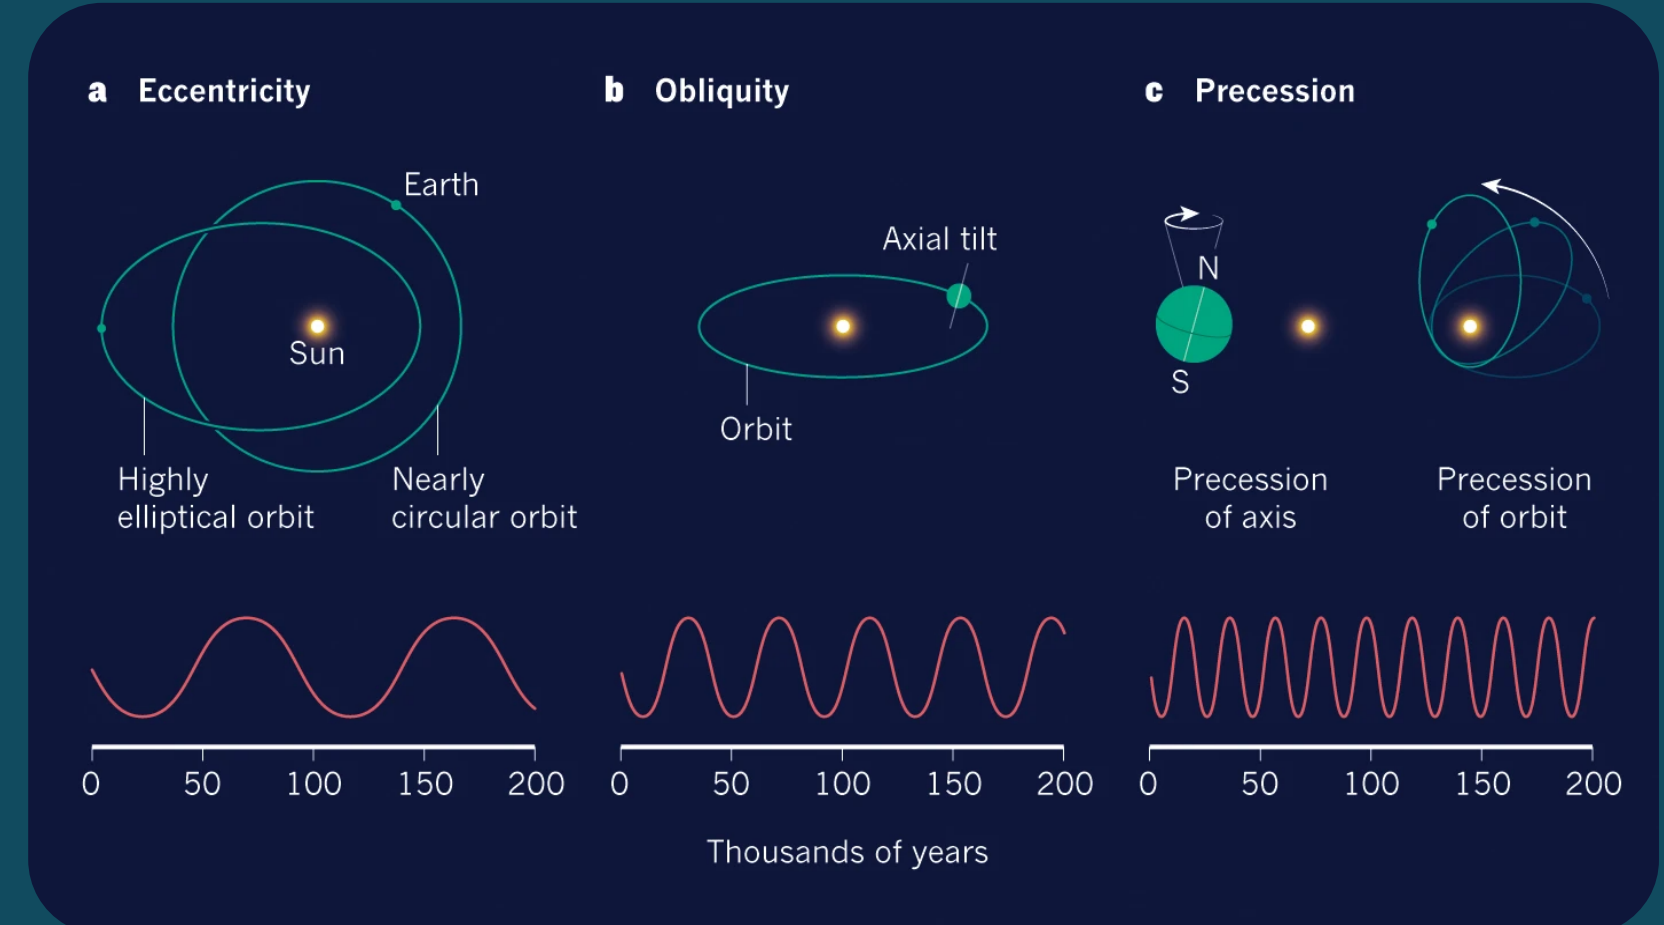 a Eccentricity
Earth
Sun
Highly
elliptical orbit
Nearly
circular orbit
0 50 100 150 200
b Obliquity
Axial tilt
Orbit
0 50 100 150 200
c Precession
N
S
Precession
of axis
Precession
of orbit
0 50 100 150 200
Thousands of years